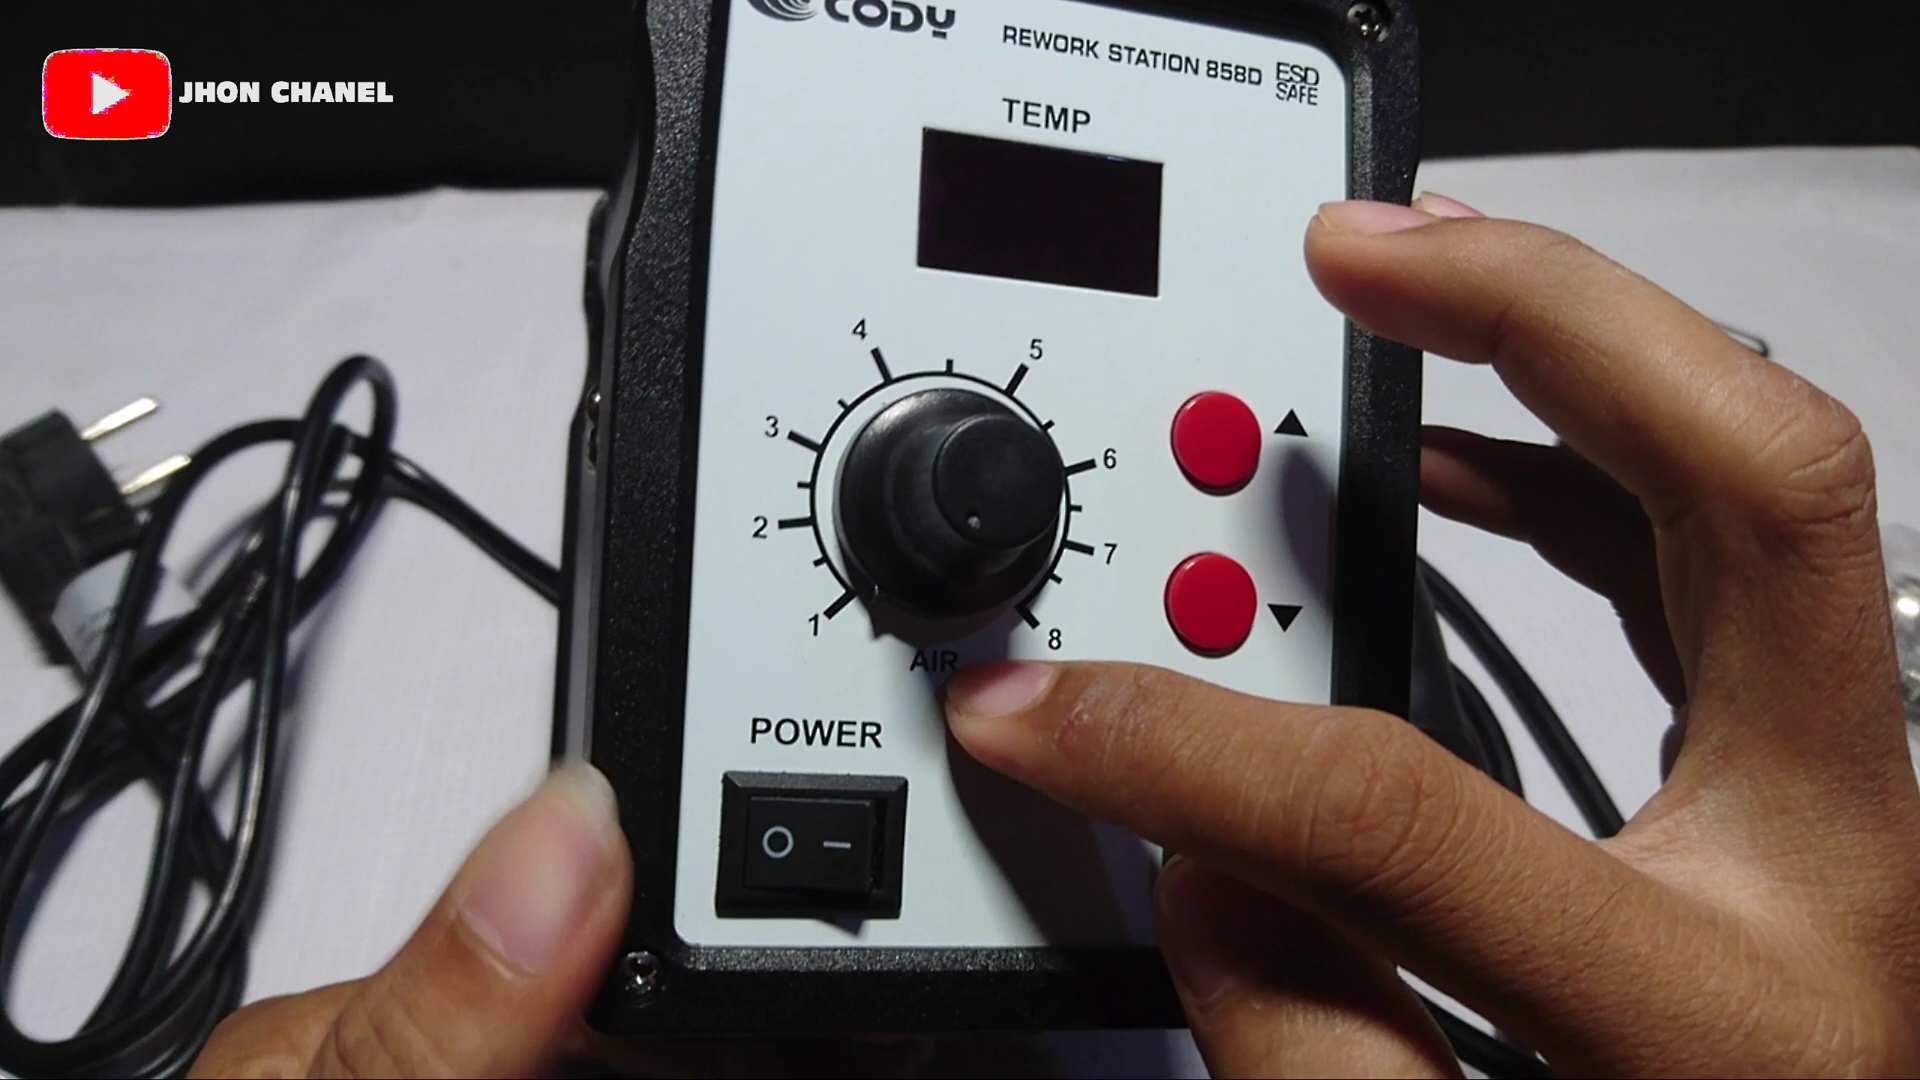 JHON CHANEL
CODY
REWORK STATION 858D
ESD
SAFE
TEMP
4
5
3
6
2
7
1
8
AIR
POWER
O –